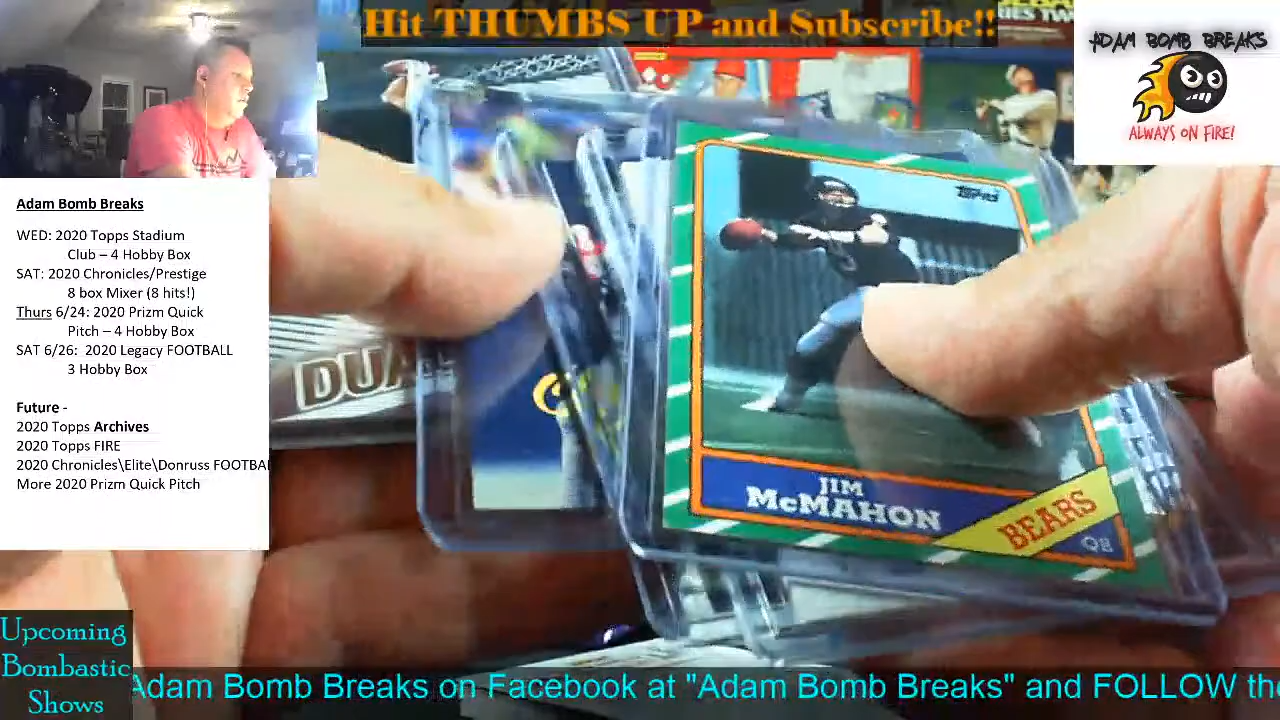 Hit THUMBS UP and Subscribe!!
ADAM BOMB BREAKS
ALWAYS ON FIRE!
Adam Bomb Breaks
WED: 2020 Topps Stadium
Club – 4 Hobby Box
SAT: 2020 Chronicles/Prestige
8 box Mixer (8 hits!)
Thurs 6/24: 2020 Prizm Quick
Pitch – 4 Hobby Box
SAT 6/26: 2020 Legacy FOOTBALL
3 Hobby Box
Future -
2020 Topps Archives
2020 Topps FIRE
2020 Chronicles\Elite\Donruss FOOTBAL
More 2020 Prizm Quick Pitch
Topps
JIM
McMAHON
BEARS
QB
DUA
Upcoming
Bombastic
Shows
Adam Bomb Breaks on Facebook at "Adam Bomb Breaks" and FOLLOW the